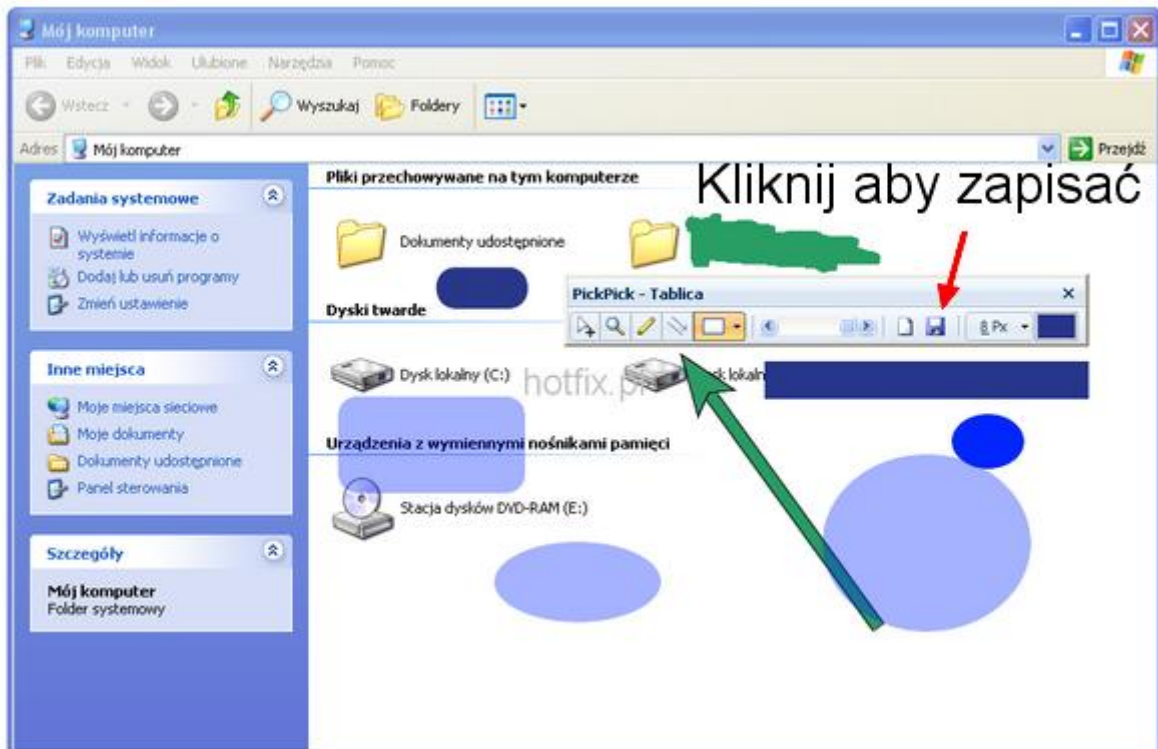 Mój komputer
Plik Edycja Widok Ulubione Narzędzia Pomoc
Wstecz Wyszukaj Foldery
Adres Mój komputer Przejdź
Kliknij aby zapisać
Zadania systemowe
Wyświetl informacje o
systemie
Dodaj lub usuń programy
Zmień ustawienie
Inne miejsca
Moje miejsca sieciowe
Moje dokumenty
Dokumenty udostępnione
Panel sterowania
Szczegóły
Mój komputer
Folder systemowy
Pliki przechowywane na tym komputerze
Dokumenty udostępnione
PickPick - Tablica
8 Px
Dyski twarde
Dysk lokalny (C:)
hotfix.pl
Urządzenia z wymiennymi nośnikami pamięci
Stacja dysków DVD-RAM (E:)